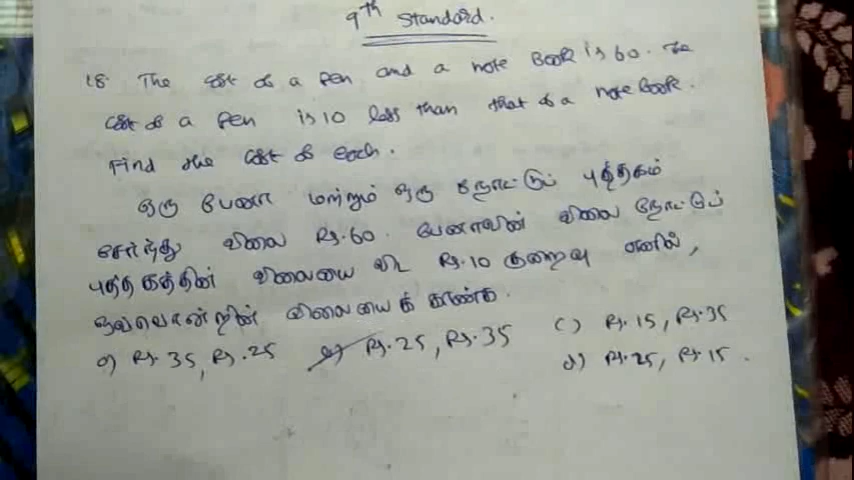 9th Standard.
18. The cost of a pen and a note Book is 60. The
cost of a pen is 10 less than that of a note Book.
Find the cost of each.
ஒரு பேனா மற்றும் ஒரு நோட்டுப் புத்தகம்
சேர்ந்து விலை Rs.60. பேனாவின் விலை நோட்டுப்
புத்தகத்தின் விலையை விட Rs.10 குறைவு எனில்,
ஒவ்வொன்றின் விலையைக் காண்க.
a) Rs.35, Rs.25 b) Rs.25, Rs.35 c) Rs.15, Rs.35
d) Rs.25, Rs.15.